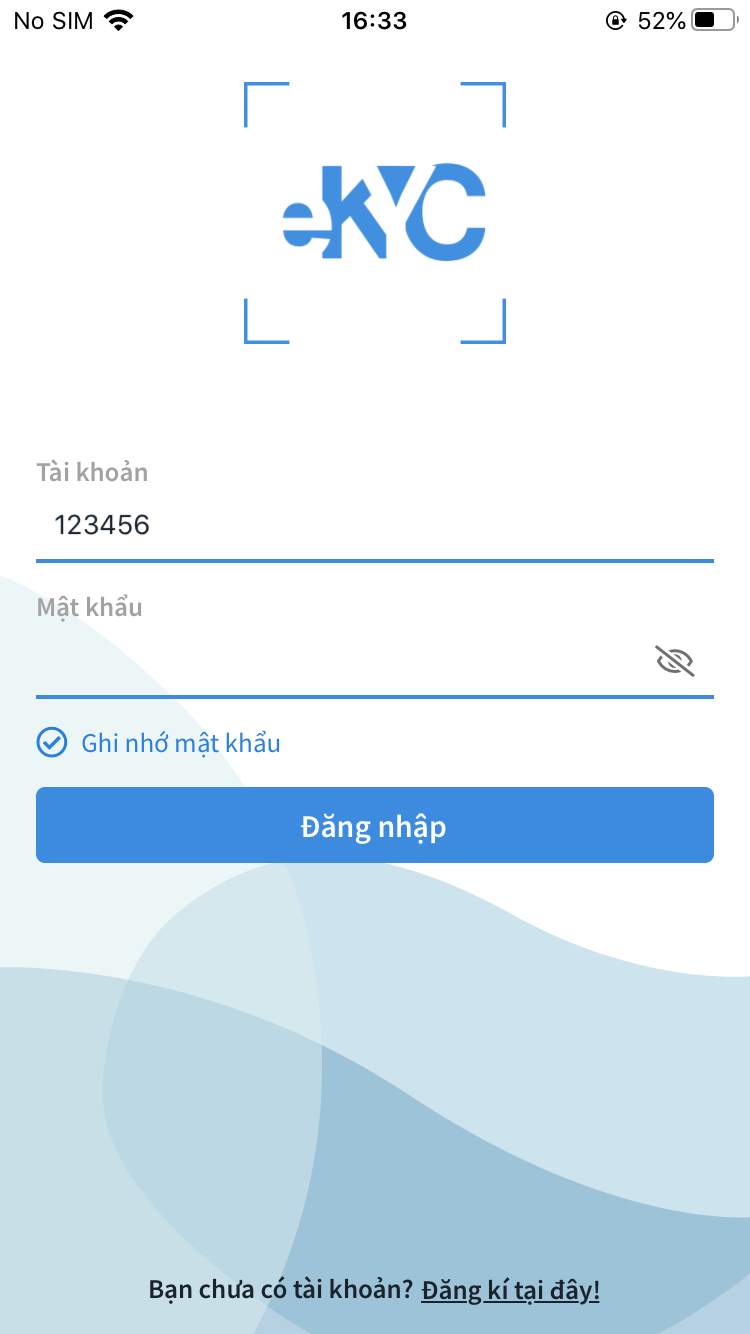 No SIM 16:33 52%
eKYC
Tài khoản
123456
Mật khẩu
Ghi nhớ mật khẩu
Đăng nhập
Bạn chưa có tài khoản? Đăng kí tại đây!